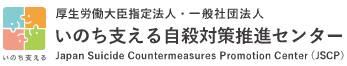 厚生労働大臣指定法人・一般社団法人
いのち支える自殺対策推進センター
Japan Suicide Countermeasures Promotion Center (JSCP)
いのち支える